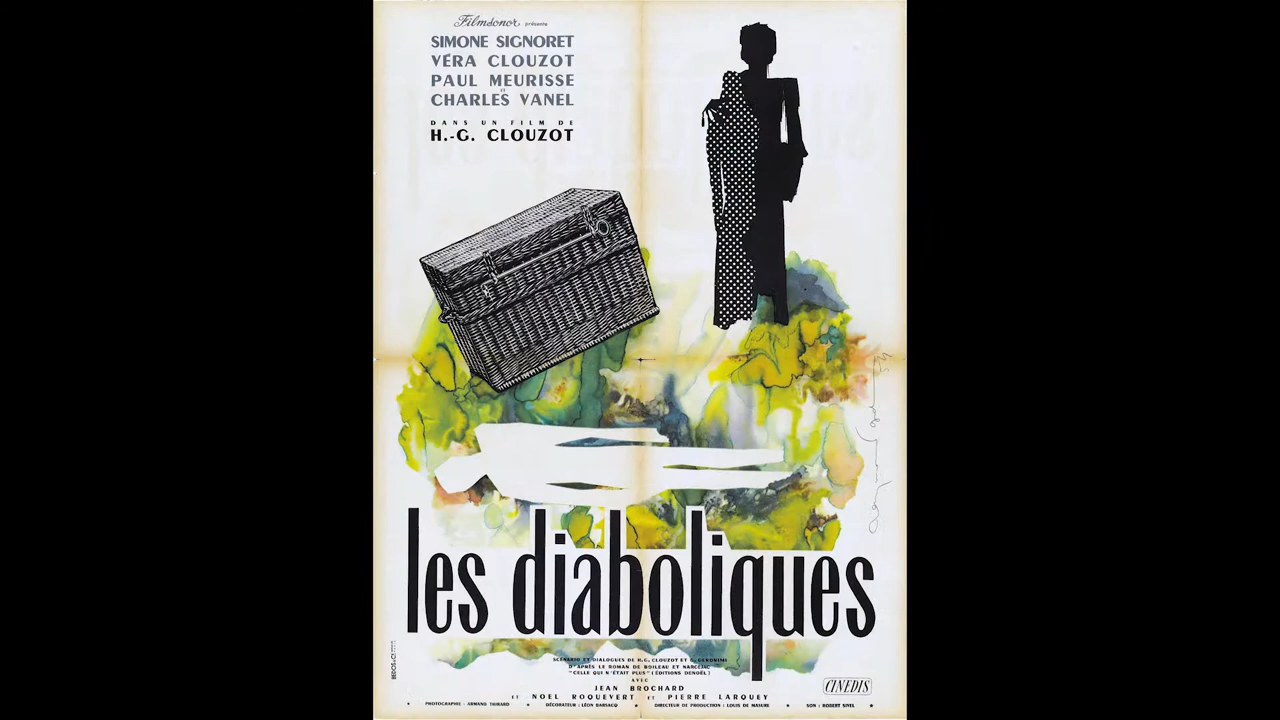 Filmsonor présente
SIMONE SIGNORET
VÉRA CLOUZOT
PAUL MEURISSE
ET
CHARLES VANEL
DANS UN FILM DE
H.-G. CLOUZOT
les diaboliques
SCÉNARIO ET DIALOGUES DE H.G. CLOUZOT ET G. GERONIMI
D'APRÈS LE ROMAN DE BOILEAU ET NARCEJAC
"CELLE QUI N'ÉTAIT PLUS" (ÉDITIONS DENOËL)
AVEC
JEAN BROCHARD
ET NOEL ROQUEVERT ET PIERRE LARQUEY
PHOTOGRAPHIE : ARMAND THIRARD * DÉCORATEUR : LÉON BARSACQ * DIRECTEUR DE PRODUCTION : LOUIS DE MASURE * SON : ROBERT SIVEL
CINÉDIS